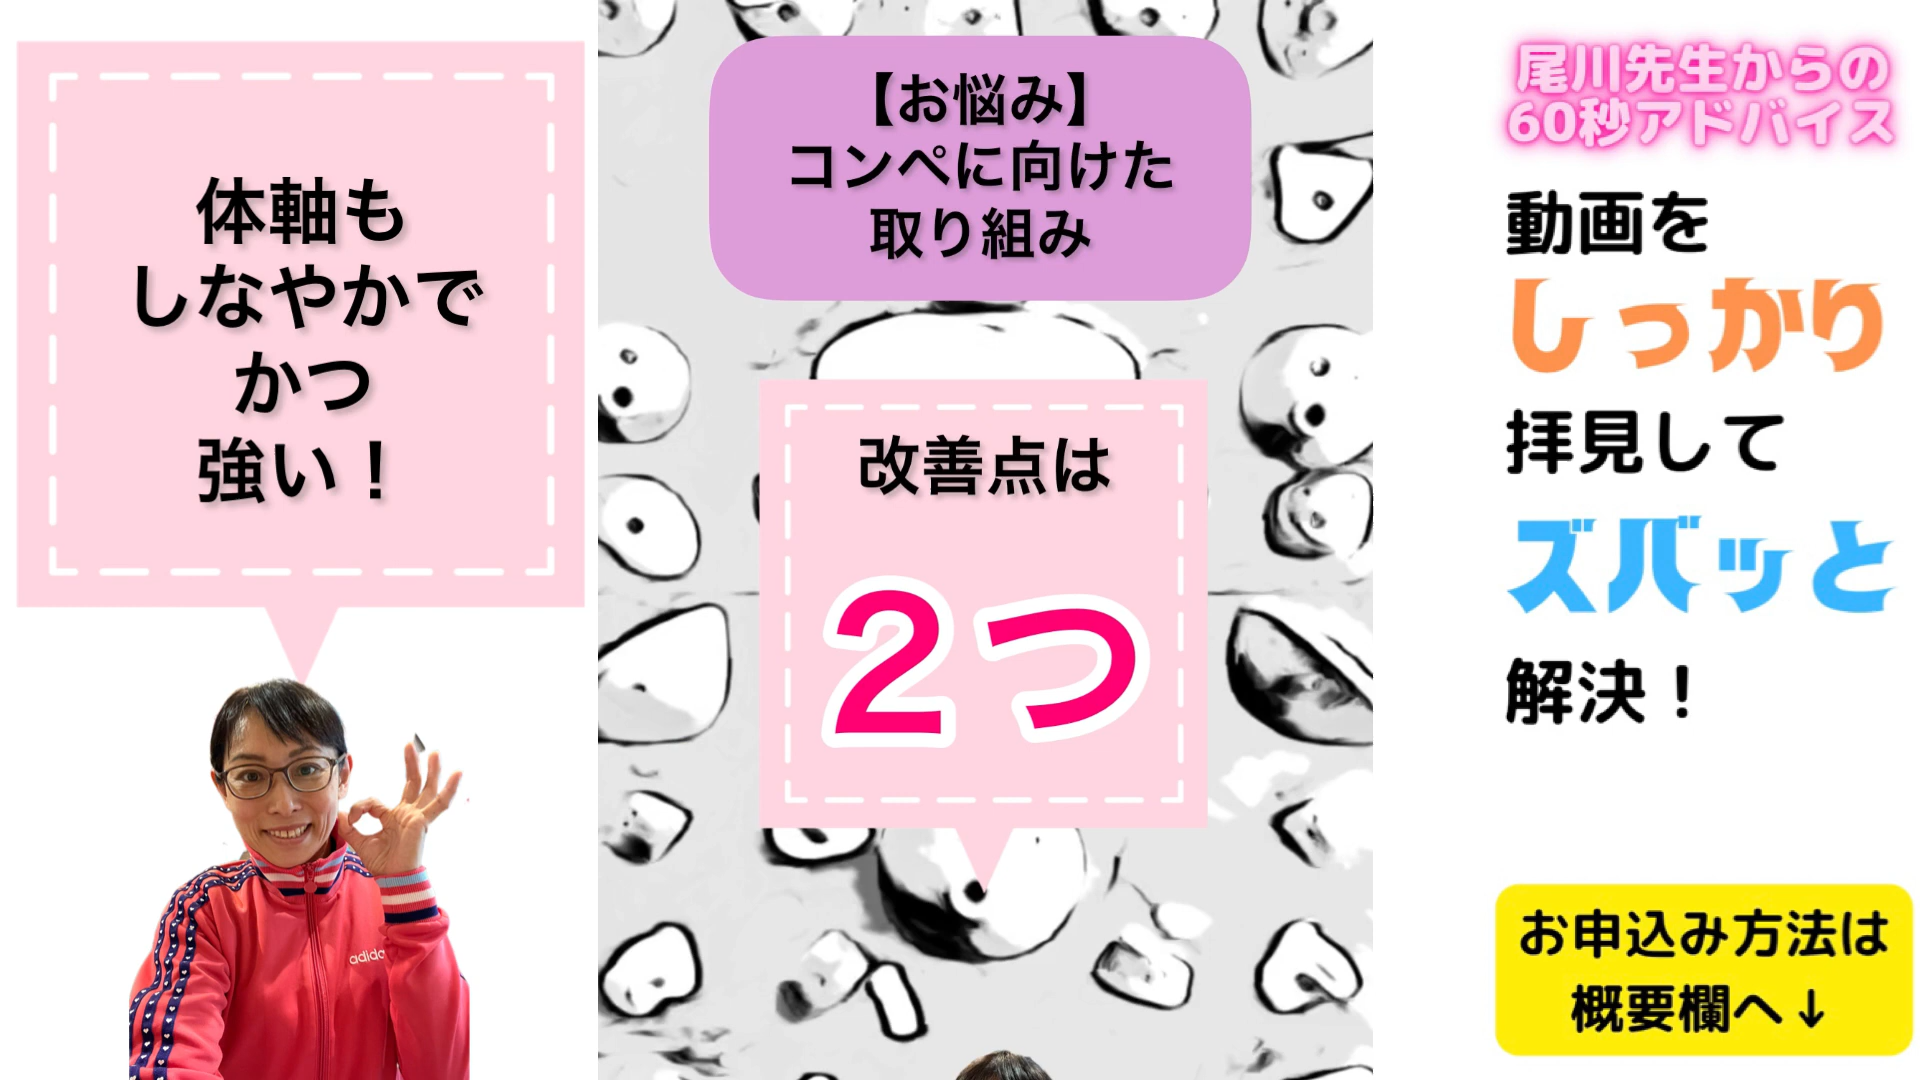 体軸も
しなやかで
かつ
強い！
adidas
【お悩み】
コンペに向けた
取り組み
改善点は
2つ
尾川先生からの
60秒アドバイス
動画を
しっかり
拝見して
ズバッと
解決！
お申込み方法は
概要欄へ↓